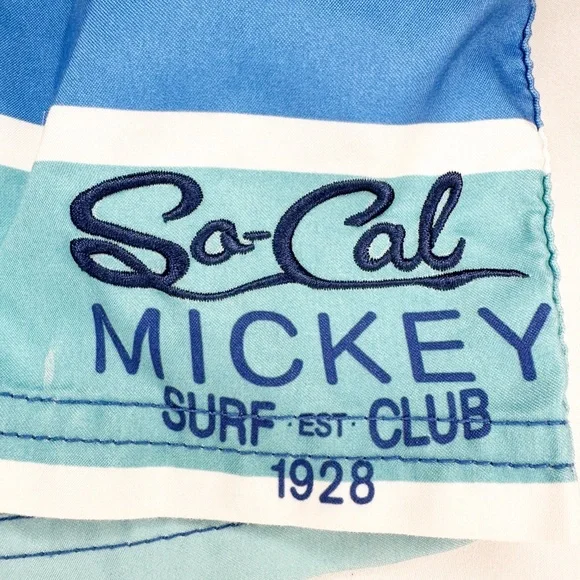 So-Cal
MICKEY
SURF · EST · CLUB
1928